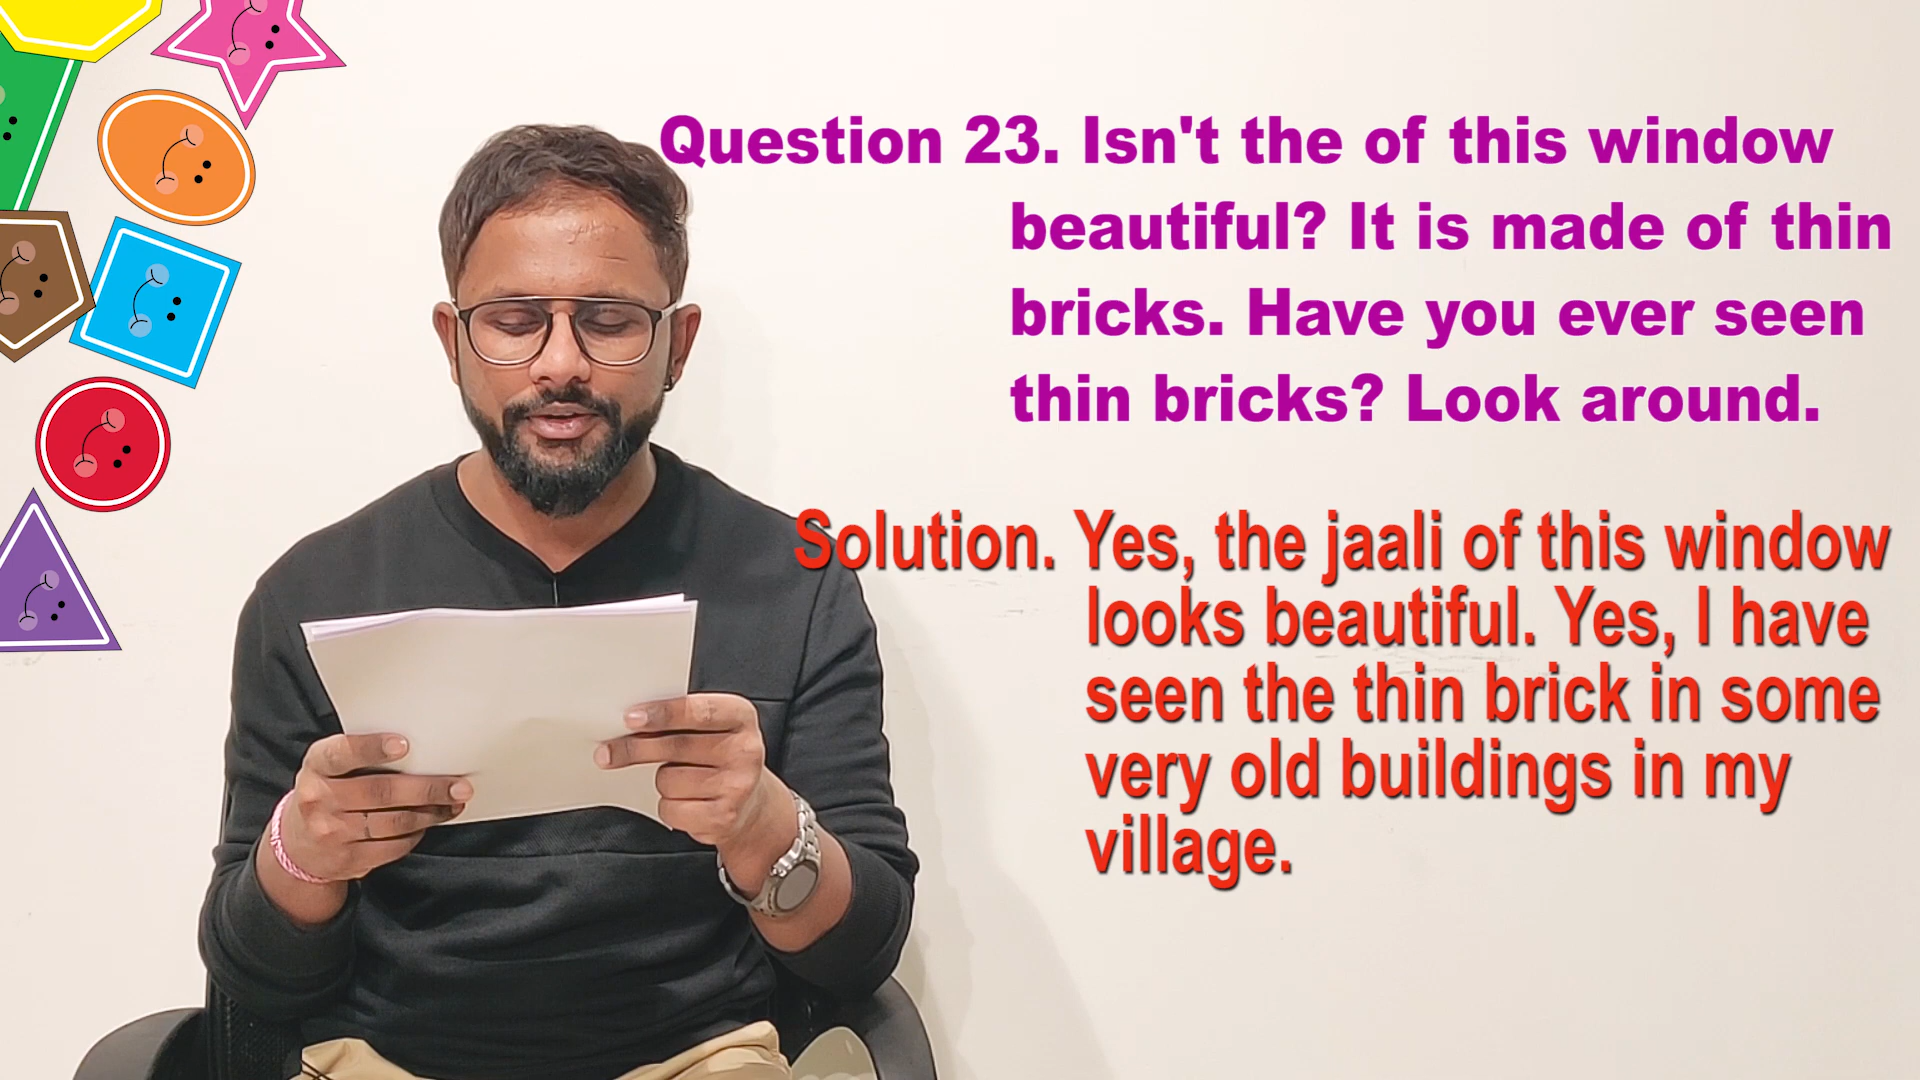 Question 23. Isn't the of this window
beautiful? It is made of thin
bricks. Have you ever seen
thin bricks? Look around.
Solution. Yes, the jaali of this window
looks beautiful. Yes, I have
seen the thin brick in some
very old buildings in my
village.